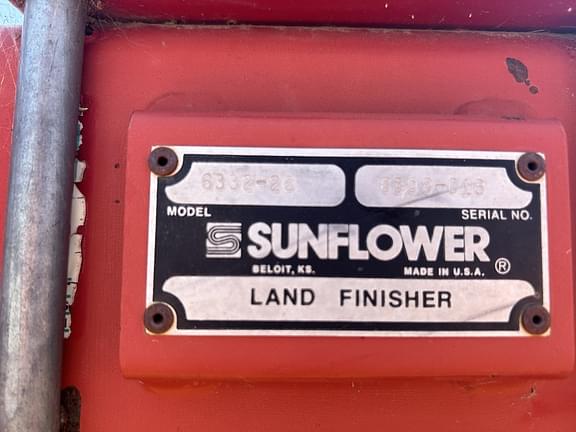 6332-26
MODEL
SERIAL NO.
SUNFLOWER ®
BELOIT, KS. MADE IN U.S.A.
LAND FINISHER